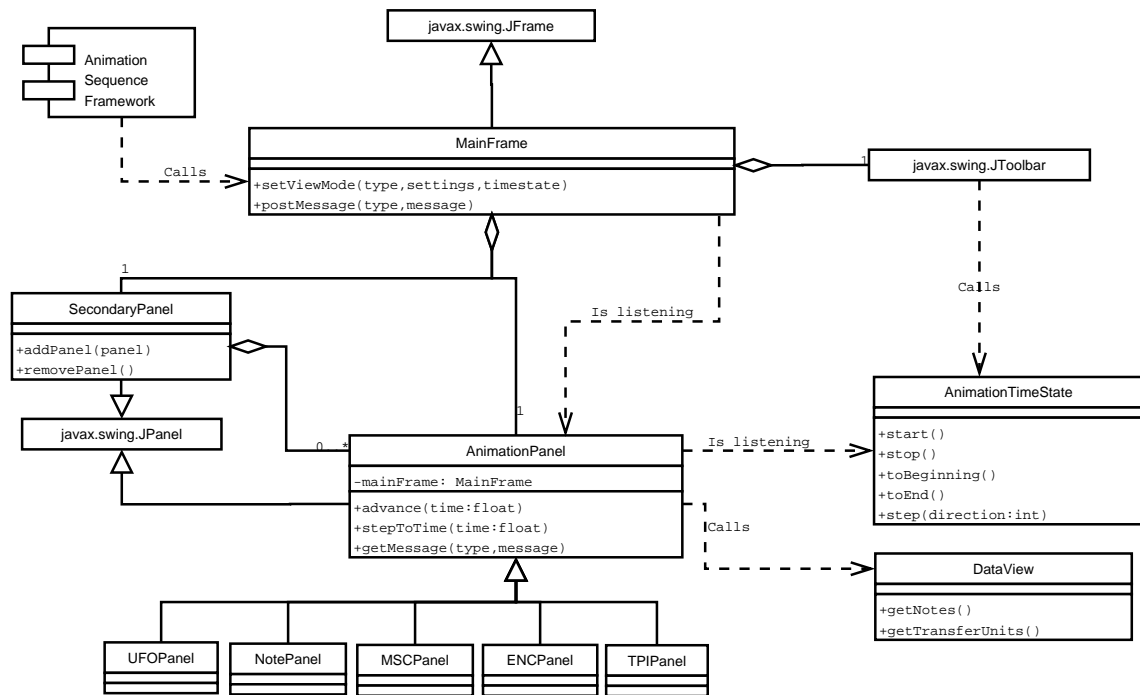 javax.swing.JFrame
Animation
Sequence
Framework
MainFrame
1
javax.swing.JToolbar
Calls
+setViewMode(type,settings,timestate)
+postMessage(type,message)
1
Calls
SecondaryPanel
Is listening
+addPanel(panel)
+removePanel()
AnimationTimeState
1
javax.swing.JPanel
+start()
0..*
AnimationPanel
Is listening
+stop()
-mainFrame: MainFrame
+toBeginning()
+toEnd()
+advance(time:float)
+step(direction:int)
+stepToTime(time:float)
Calls
+getMessage(type,message)
DataView
+getNotes()
+getTransferUnits()
UFOPanel
NotePanel
MSCPanel
ENCPanel
TPIPanel